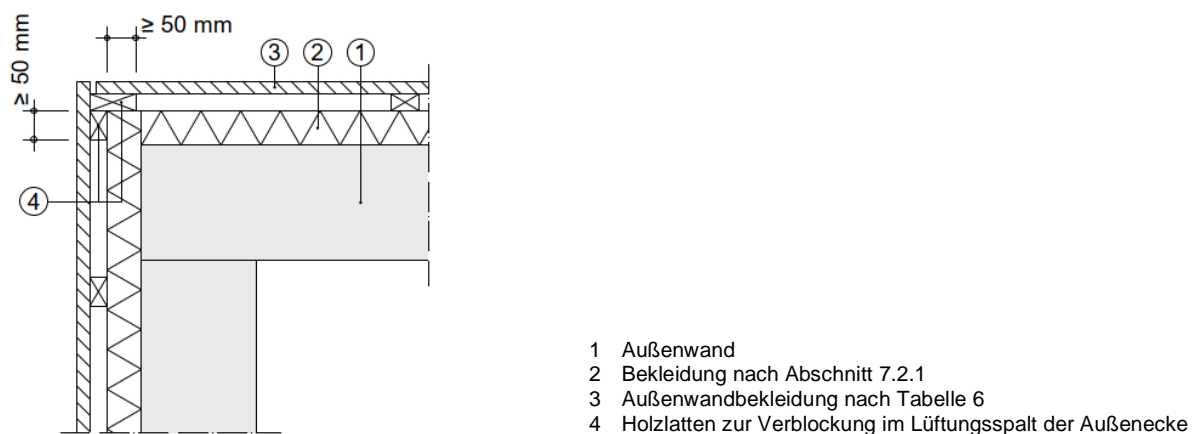 ≥ 50 mm
≥ 50 mm
3 2 1
4
1 Außenwand
2 Bekleidung nach Abschnitt 7.2.1
3 Außenwandbekleidung nach Tabelle 6
4 Holzlatten zur Verblockung im Lüftungsspalt der Außenecke